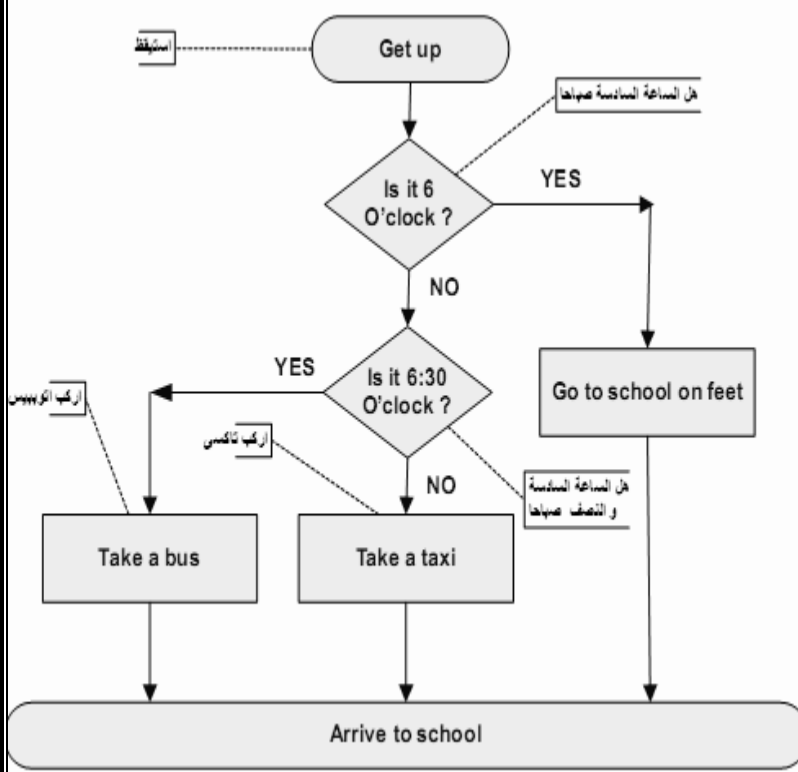 Get up
استيقظ
هل الساعة السادسة صباحا
Is it 6
O'clock ?
YES
NO
Is it 6:30
O'clock ?
YES
Go to school on feet
اركب اتوبيس
اركب تاكسى
NO
هل الساعة السادسة
و النصف صباحا
Take a bus
Take a taxi
Arrive to school